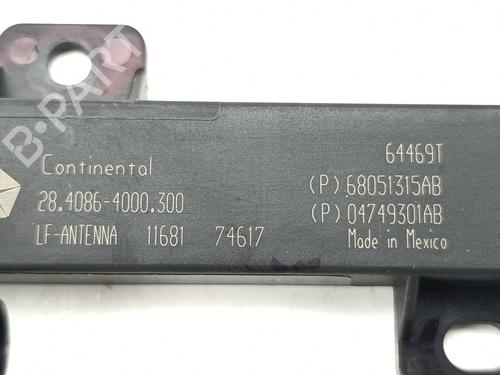 B-PART
64469T
Continental
(P) 68051315AB
28.4086-4000.300
(P) 04749301AB
LF-ANTENNA 11681 74617
Made in Mexico